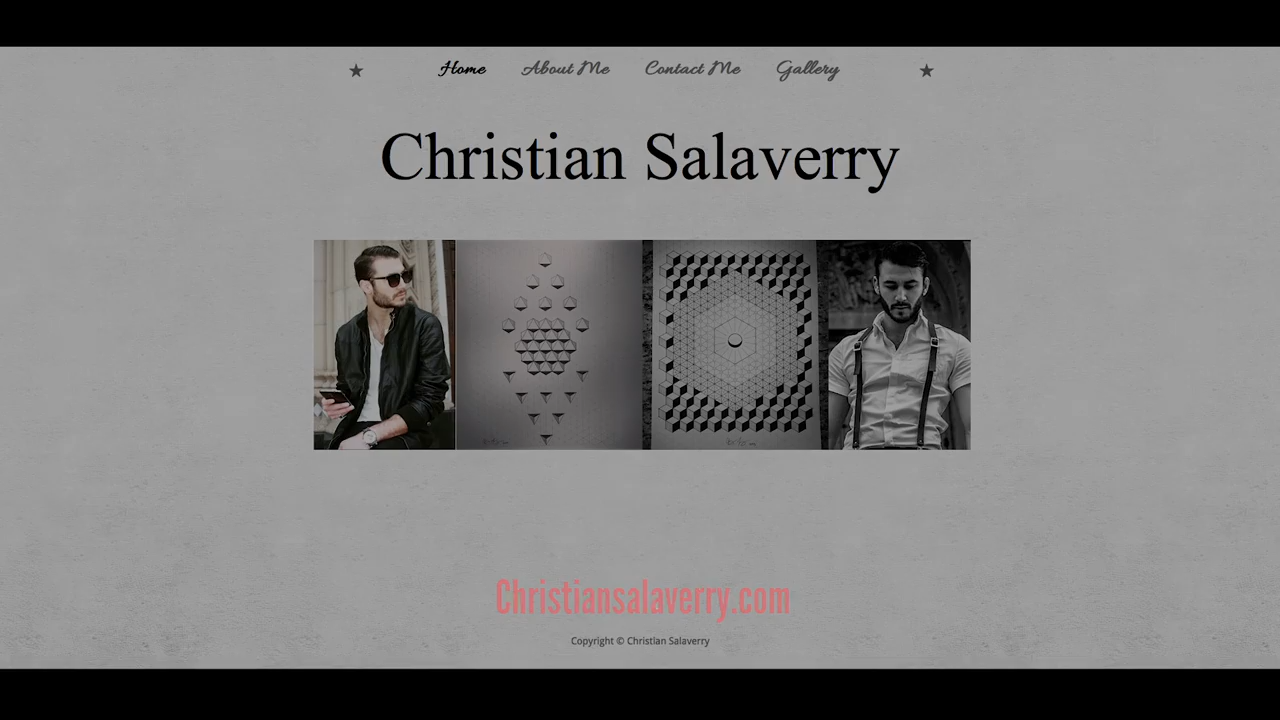 ★ Home About Me Contact Me Gallery ★
Christian Salaverry
Christiansalaverry.com
Copyright © Christian Salaverry